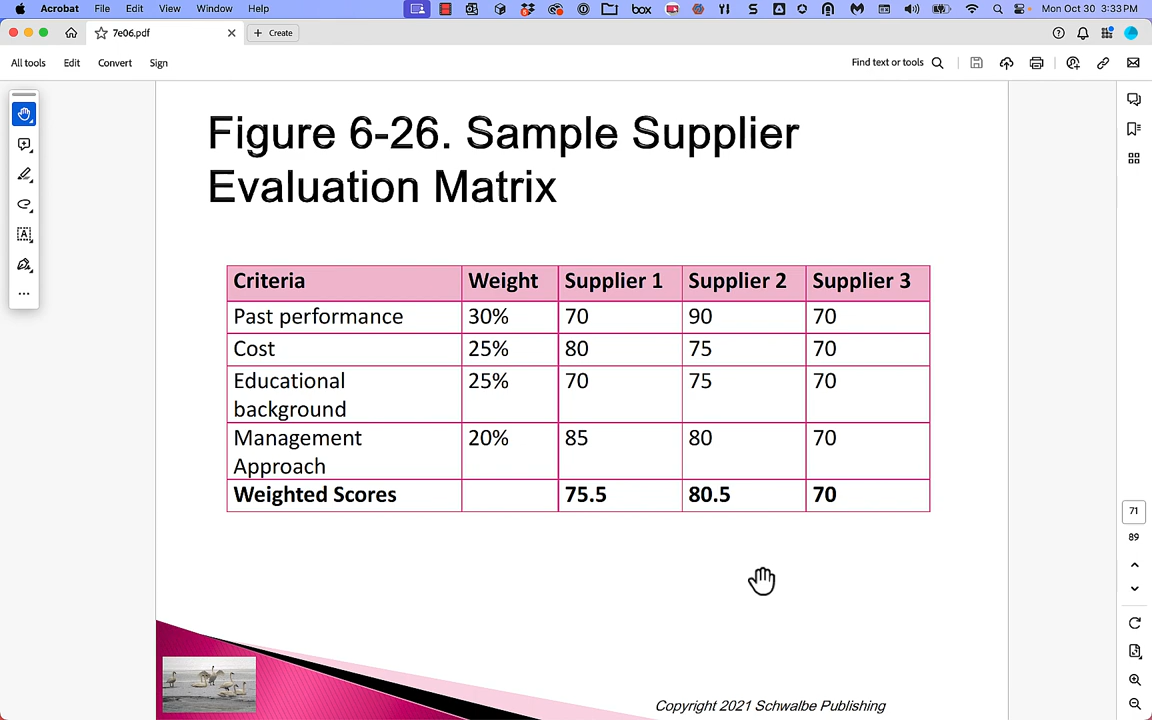 Acrobat File Edit View Window Help box Mon Oct 30 3:33PM
7e06.pdf Create
All tools Edit Convert Sign Find text or tools
Figure 6-26. Sample Supplier
Evaluation Matrix
Criteria Weight Supplier 1 Supplier 2 Supplier 3
Past performance 30% 70 90 70
Cost 25% 80 75 70
Educational 25% 70 75 70
background
Management 20% 85 80 70
Approach
Weighted Scores 75.5 80.5 70
71
89
Copyright 2021 Schwalbe Publishing